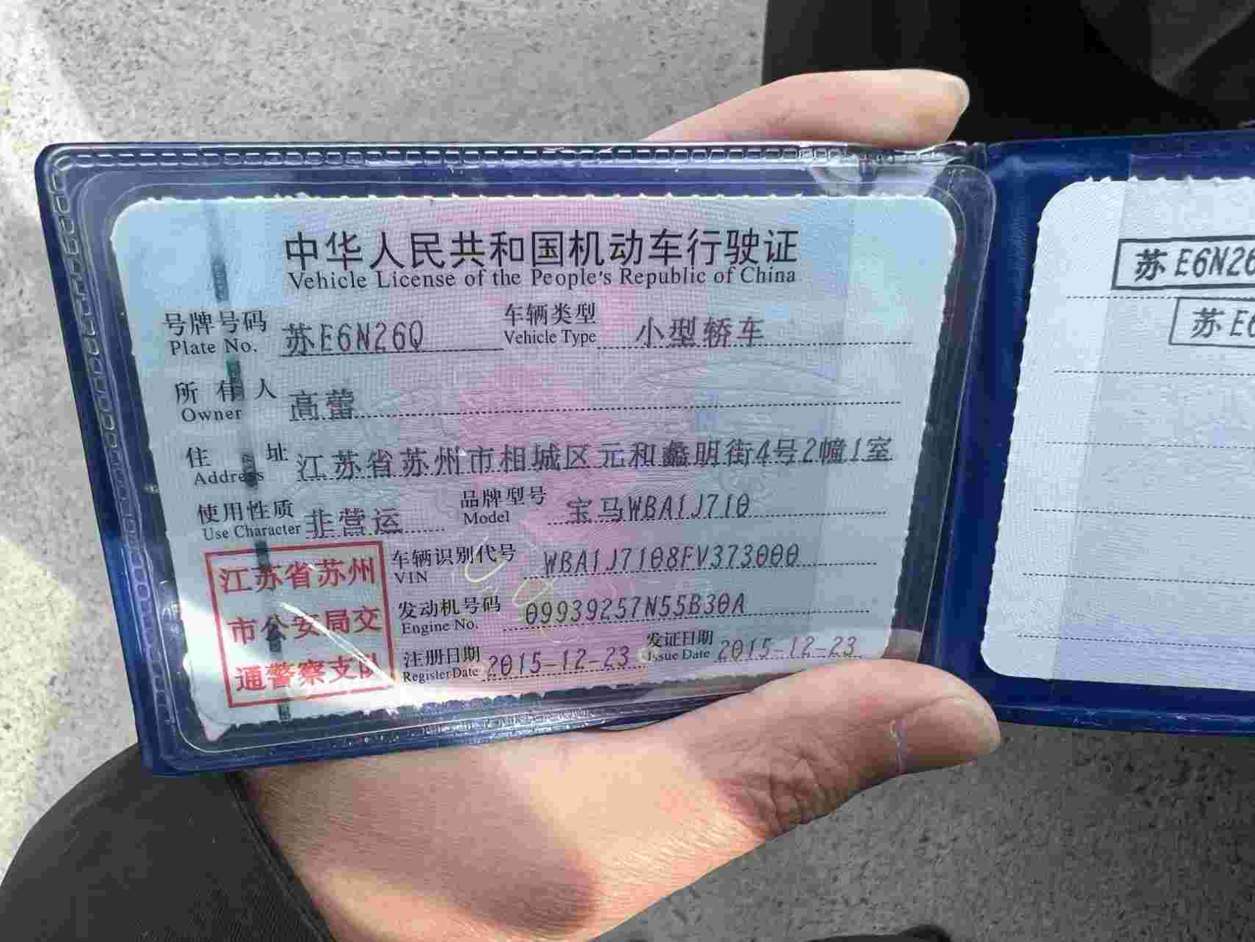 中华人民共和国机动车行驶证
Vehicle License of the People's Republic of China
号牌号码 苏E6N26Q 车辆类型 小型轿车
Plate No. Vehicle Type
所有人 高蕾
Owner
住址 江苏省苏州市相城区元和蠡明街4号2幢1室
Address
使用性质 非营运 品牌型号 宝马WBA1J710
Use Character Model
车辆识别代号 WBA1J7108FV373000
VIN
发动机号码 09939257N55B30A
Engine No.
注册日期 2015-12-23 发证日期 2015-12-23
Register Date Issue Date
江苏省苏州
市公安局交
通警察支队
苏E6N26
苏E6